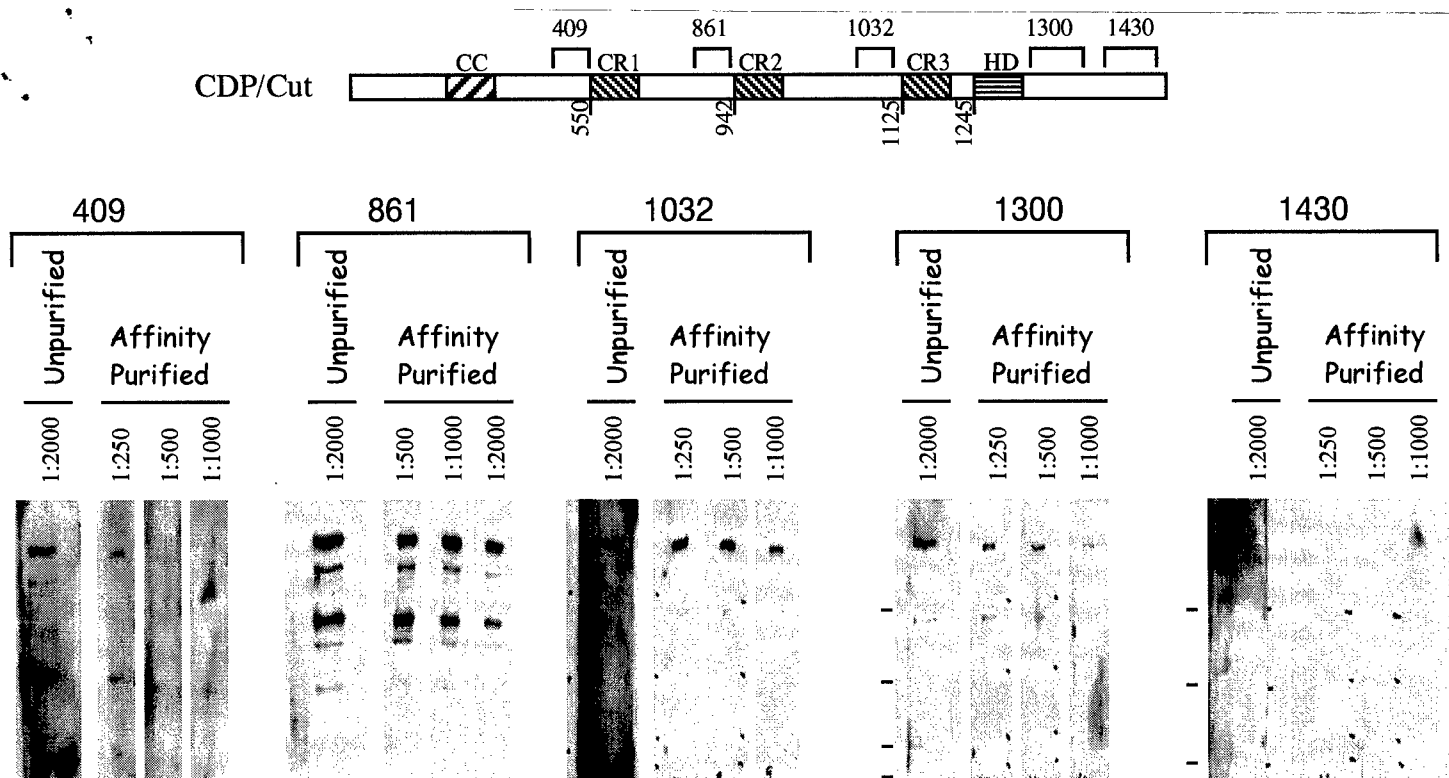 409 861 1032 1300 1430
CC CR1 CR2 CR3 HD
CDP/Cut
550 942 1125 1245
409 861 1032 1300 1430
Unpurified Affinity Purified Unpurified Affinity Purified Unpurified Affinity Purified Unpurified Affinity Purified Unpurified Affinity Purified
1:2000 1:250 1:500 1:1000 1:2000 1:500 1:1000 1:2000 1:2000 1:250 1:500 1:1000 1:2000 1:250 1:500 1:1000 1:2000 1:250 1:500 1:1000